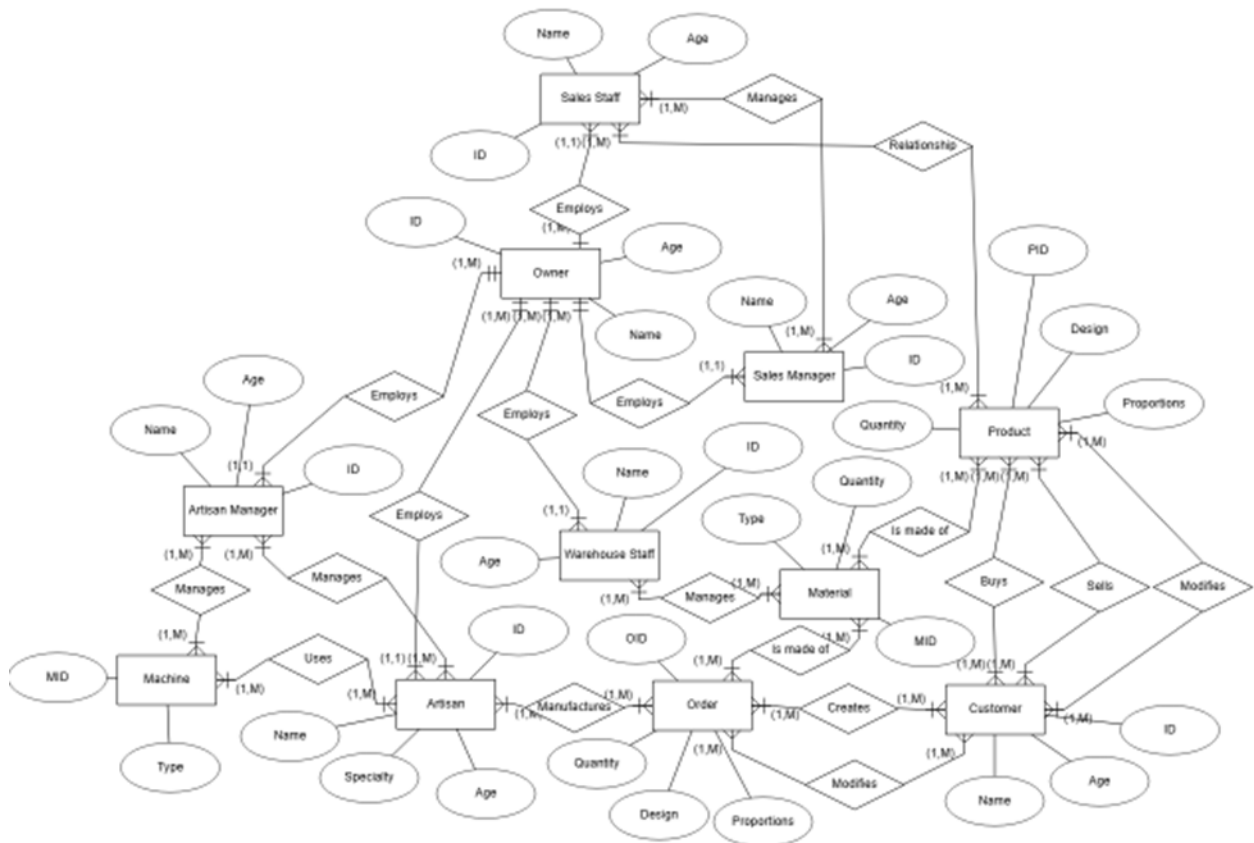 Name
Age
Sales Staff
(1,M)
Manages
(1,1) (1,M)
Relationship
ID
Employs
(1,M)
ID
Age
PID
(1,M)
Owner
Name
Age
Design
(1,M) (1,M) (1,M)
Name
(1,M)
ID
(1,1)
Sales Manager
Age
Employs
Employs
Employs
(1,M)
Proportions
Name
Quantity
Product
(1,M)
ID
(1,1)
ID
Name
Quantity
(1,M) (1,M) (1,M)
Artisan Manager
Employs
Type
Is made of
(1,1)
(1,M)
(1,M)
(1,M)
Age
Warehouse Staff
Manages
Manages
(1,M)
Manages
(1,M)
Material
Buys
Sells
Modifies
ID
OID
(1,M)
MID
(1,M)
Uses
(1,M)
Is made of
MID
Machine
(1,M)
(1,1) (1,M)
(1,M) (1,M)
(1,M)
Artisan
(1,M)
Manufactures
(1,M)
Order
(1,M)
Creates
(1,M)
Customer
(1,M)
Name
ID
Type
Specialty
Quantity
(1,M)
(1,M)
Age
Modifies
Age
Design
Proportions
Name